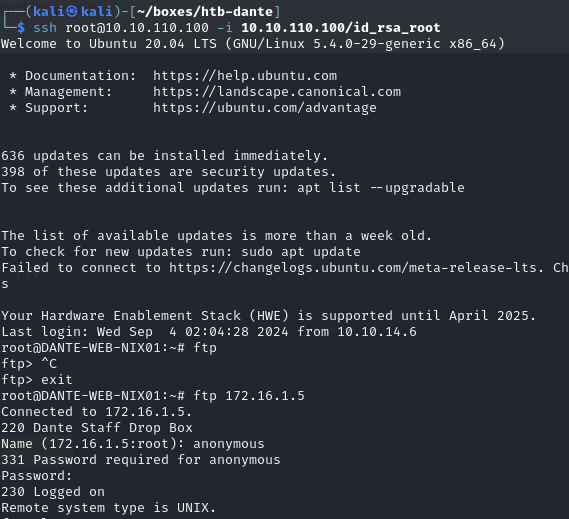 ┌──(kali㉿kali)-[~/boxes/htb-dante]
└─$ ssh root@10.10.110.100 -i 10.10.110.100/id_rsa_root
Welcome to Ubuntu 20.04 LTS (GNU/Linux 5.4.0-29-generic x86_64)
* Documentation:  https://help.ubuntu.com
* Management:     https://landscape.canonical.com
* Support:        https://ubuntu.com/advantage
636 updates can be installed immediately.
398 of these updates are security updates.
To see these additional updates run: apt list --upgradable
The list of available updates is more than a week old.
To check for new updates run: sudo apt update
Failed to connect to https://changelogs.ubuntu.com/meta-release-lts. Ch
s
Your Hardware Enablement Stack (HWE) is supported until April 2025.
Last login: Wed Sep  4 02:04:28 2024 from 10.10.14.6
root@DANTE-WEB-NIX01:~# ftp
ftp> ^C
ftp> exit
root@DANTE-WEB-NIX01:~# ftp 172.16.1.5
Connected to 172.16.1.5.
220 Dante Staff Drop Box
Name (172.16.1.5:root): anonymous
331 Password required for anonymous
Password:
230 Logged on
Remote system type is UNIX.